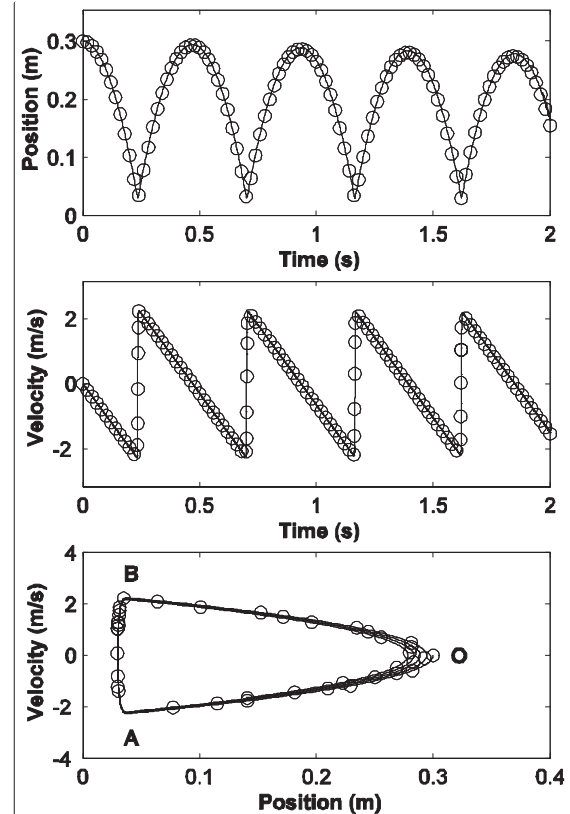 0.3
0.2
0.1
0
Position (m)
0 0.5 1 1.5 2
Time (s)
2
0
-2
Velocity (m/s)
0 0.5 1 1.5 2
Time (s)
4
2
0
-2
-4
Velocity (m/s)
B
O
A
0 0.1 0.2 0.3 0.4
Position (m)